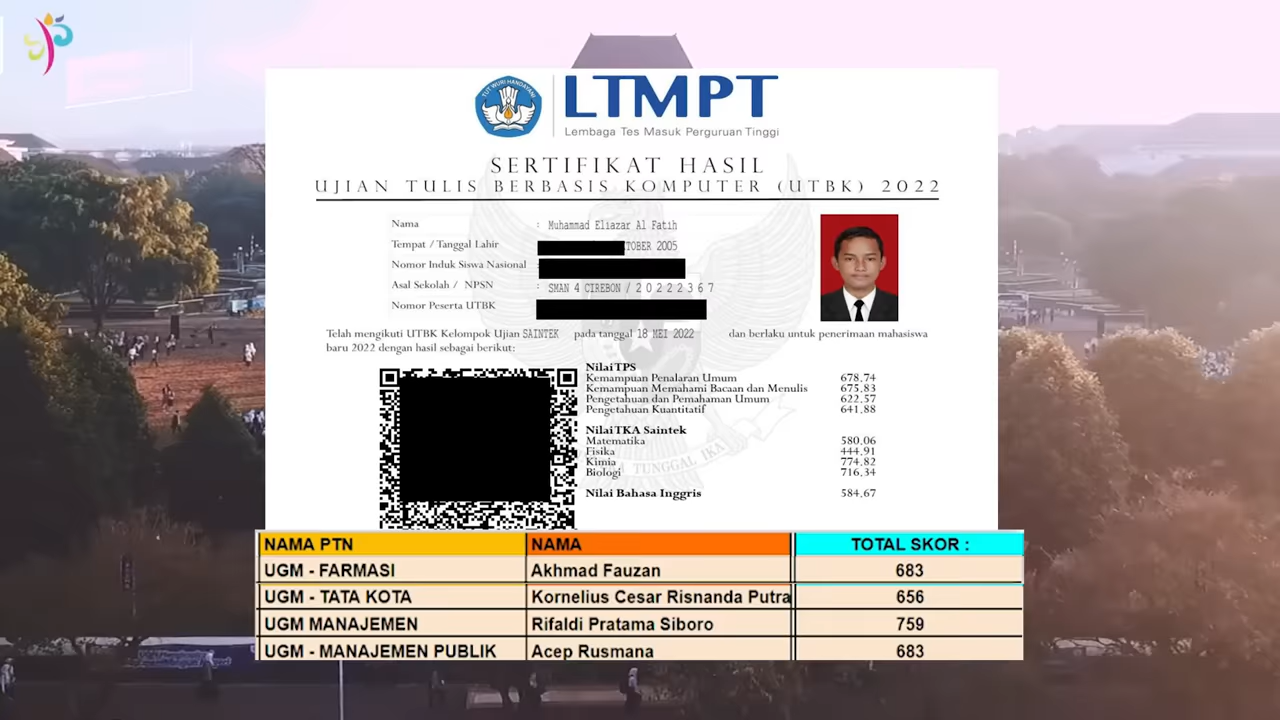 TUT WURI HANDAYANI
LTMPT
Lembaga Tes Masuk Perguruan Tinggi
SERTIFIKAT HASIL
UJIAN TULIS BERBASIS KOMPUTER (UTBK) 2022
Nama : Muhammad Eliazar Al Fatih
Tempat / Tanggal Lahir TOBER 2005
Nomor Induk Siswa Nasional :
Asal Sekolah / NPSN : SMAN 4 CIREBON / 20222367
Nomor Peserta UTBK
Telah mengikuti UTBK Kelompok Ujian SAINTEK pada tanggal 18 MEI 2022 dan berlaku untuk penerimaan mahasiswa
baru 2022 dengan hasil sebagai berikut:
Nilai TPS
Kemampuan Penalaran Umum 678,74
Kemampuan Memahami Bacaan dan Menulis 675,83
Pengetahuan dan Pemahaman Umum 622,57
Pengetahuan Kuantitatif 641,88
Nilai TKA Saintek
Matematika 580,06
Fisika 444,91
Kimia 774,82
Biologi 716,34
TUNGGAL IKA
Nilai Bahasa Inggris 584,67
NAMA PTN NAMA TOTAL SKOR :
UGM - FARMASI Akhmad Fauzan 683
UGM - TATA KOTA Kornelius Cesar Risnanda Putra 656
UGM MANAJEMEN Rifaldi Pratama Siboro 759
UGM - MANAJEMEN PUBLIK Acep Rusmana 683